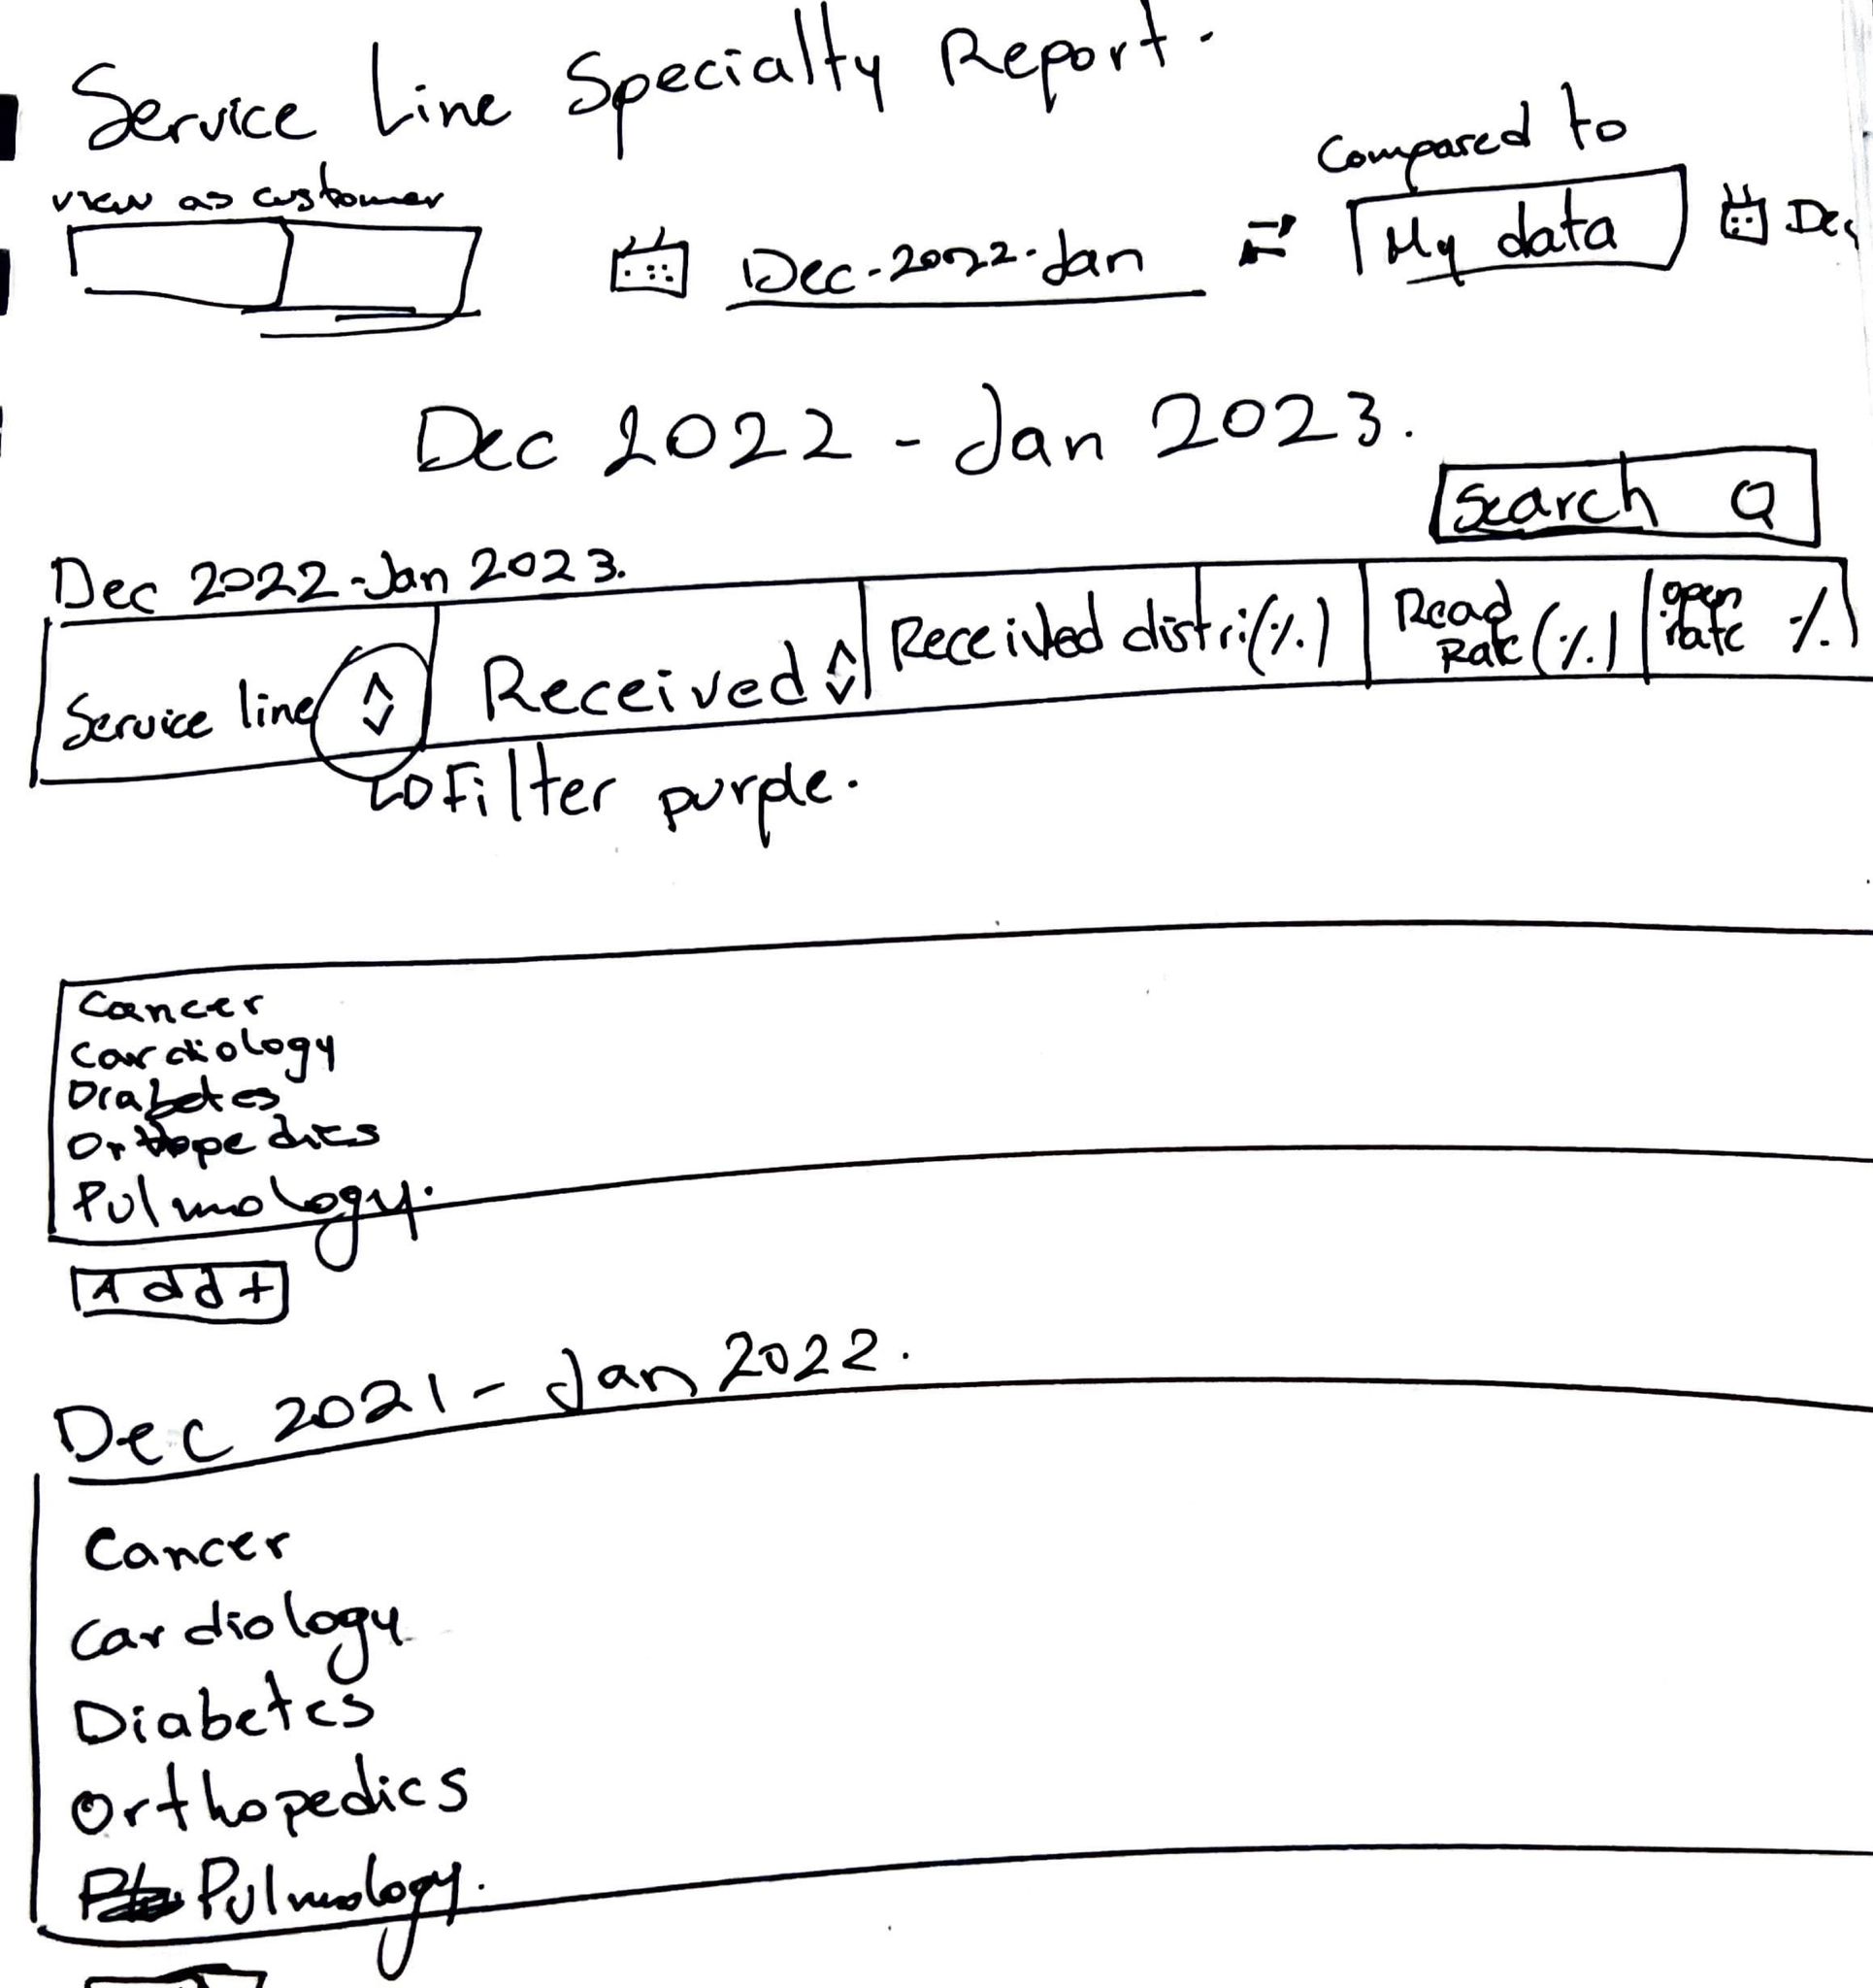 Service Line Specialty Report.
view as customer
Compared to
Dec-2022-Jan
My data
Dec 2022 - Jan 2023.
Search
Dec 2022-Jan 2023.
Service line
Received
Received distri(%)
Read Rate (%)
open rate %
Filter purple.
Cancer
Cardiology
Diabetes
Orthopedics
Pulmology.
Add +
Dec 2021 - Jan 2022.
Cancer
Cardiology
Diabetes
Orthopedics
Pulmology.